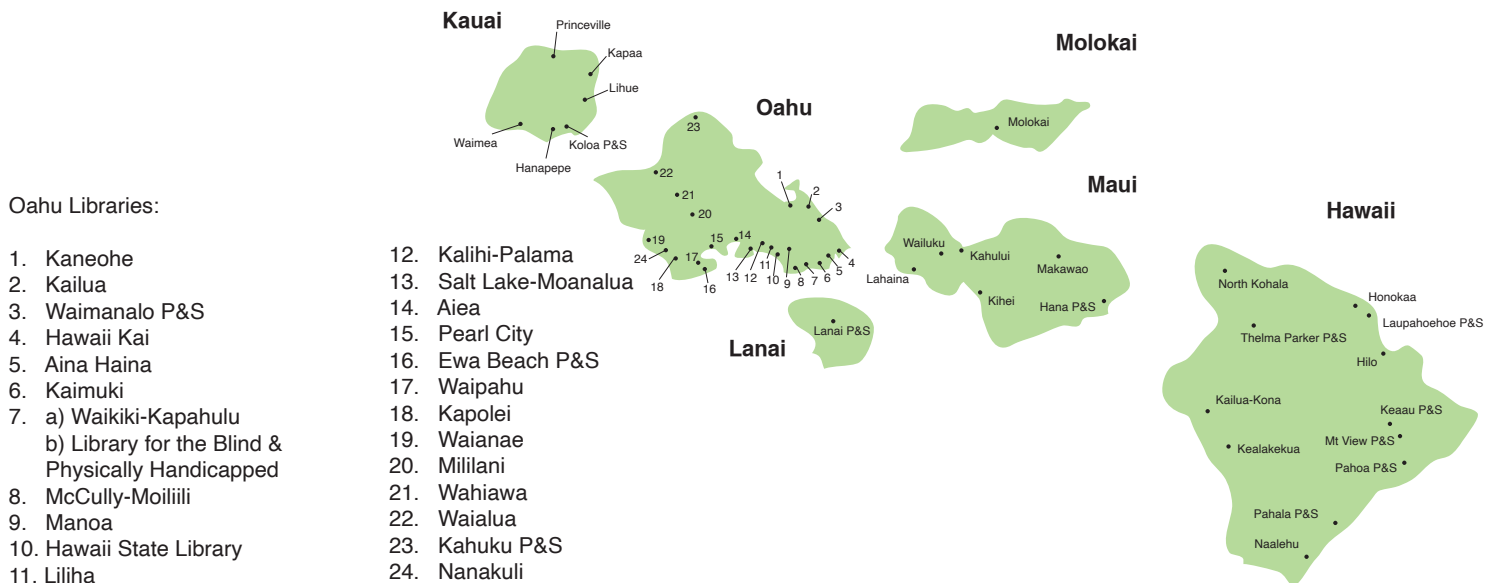 Kauai
Princeville
Kapaa
Lihue
Waimea
Hanapepe
Koloa P&S
Oahu
23
22
21
20
19
24
18
17
16
15
14
13
12
11
10
9
8
7
6
5
4
3
2
1
Molokai
Molokai
Maui
Wailuku
Kahului
Lahaina
Makawao
Kihei
Hana P&S
Lanai P&S
Lanai
Hawaii
North Kohala
Honokaa
Laupahoehoe P&S
Thelma Parker P&S
Hilo
Kailua-Kona
Keaau P&S
Kealakekua
Mt View P&S
Pahoa P&S
Pahala P&S
Naalehu
Oahu Libraries:
1. Kaneohe
2. Kailua
3. Waimanalo P&S
4. Hawaii Kai
5. Aina Haina
6. Kaimuki
7. a) Waikiki-Kapahulu
b) Library for the Blind &
Physically Handicapped
8. McCully-Moiliili
9. Manoa
10. Hawaii State Library
11. Liliha
12. Kalihi-Palama
13. Salt Lake-Moanalua
14. Aiea
15. Pearl City
16. Ewa Beach P&S
17. Waipahu
18. Kapolei
19. Waianae
20. Mililani
21. Wahiawa
22. Waialua
23. Kahuku P&S
24. Nanakuli